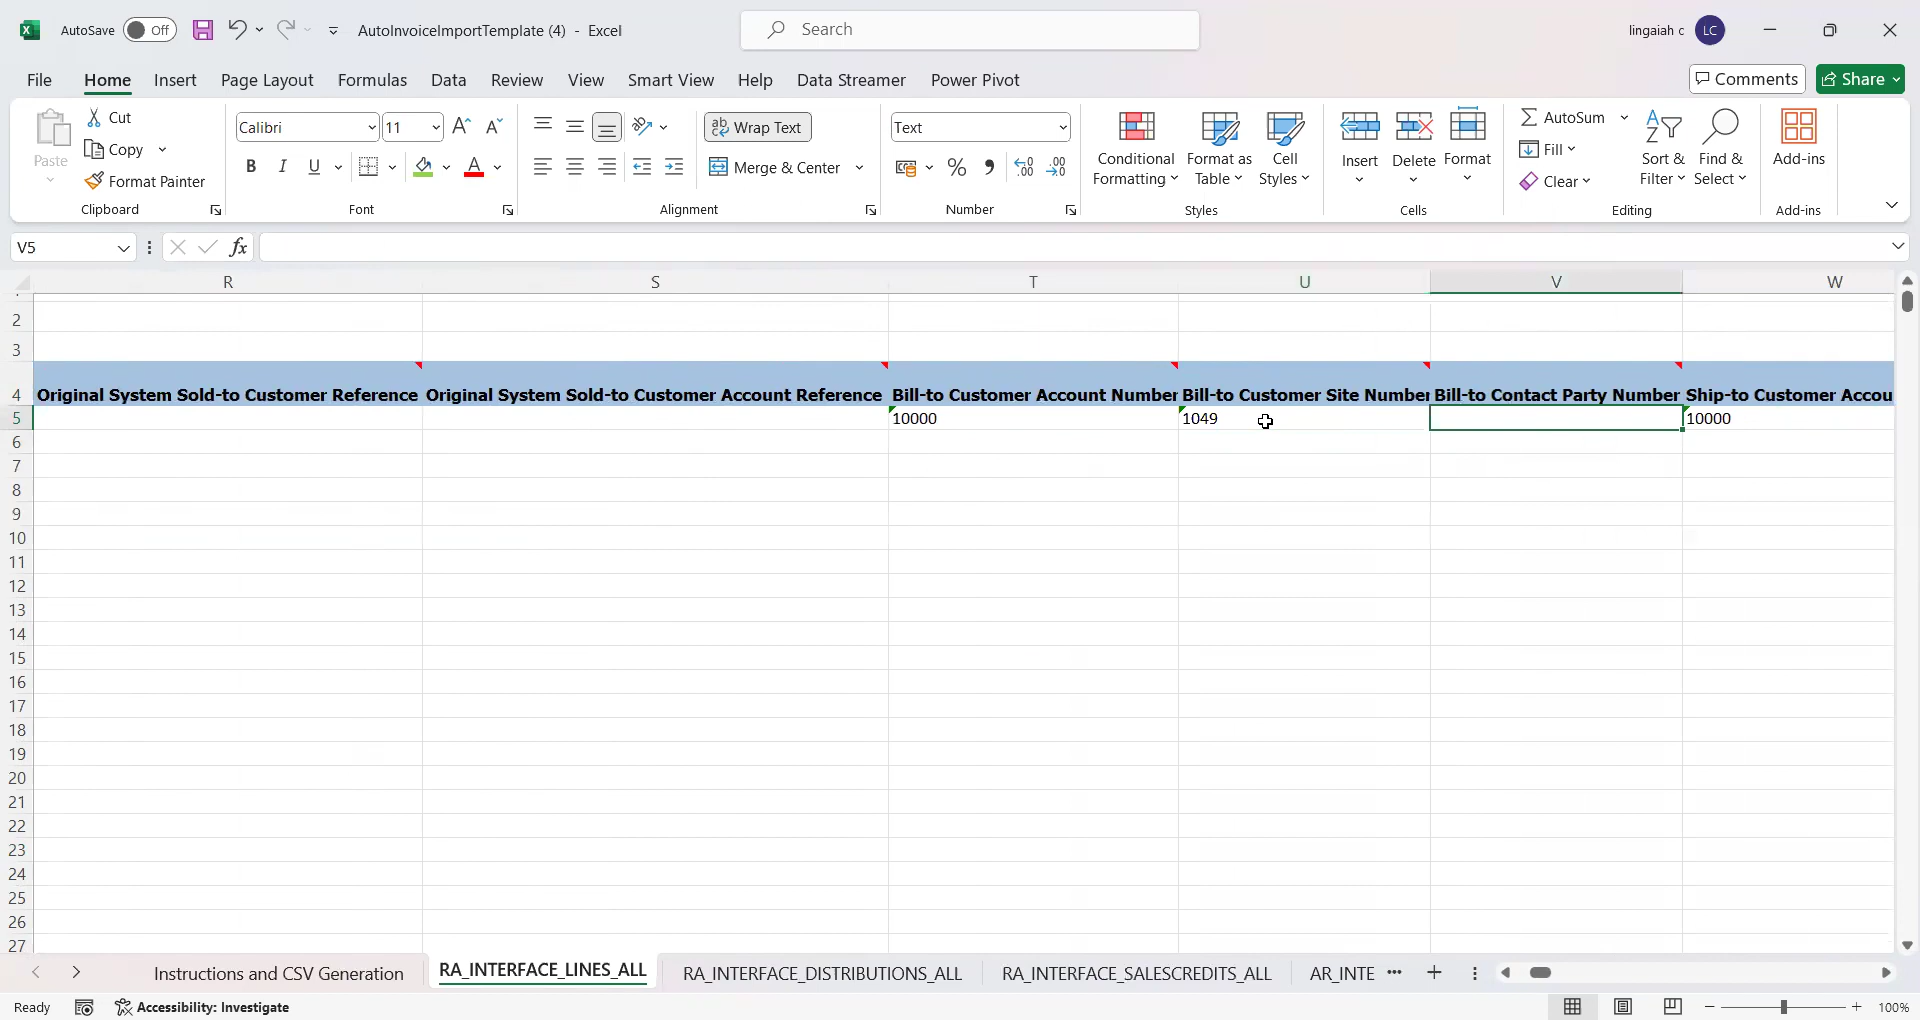 AutoSave Off AutoInvoiceImportTemplate (4) - Excel Search lingaiah c LC
File Home Insert Page Layout Formulas Data Review View Smart View Help Data Streamer Power Pivot Comments Share
Paste Cut Copy Format Painter Clipboard
Calibri 11 B I U Font
Wrap Text Merge & Center Alignment
Text Number
Conditional Formatting Format as Table Cell Styles Styles
Insert Delete Format Cells
AutoSum Fill Clear Sort & Filter Find & Select Editing
Add-ins Add-ins
V5 fx
R S T U V W
2
3
4 Original System Sold-to Customer Reference Original System Sold-to Customer Account Reference Bill-to Customer Account Number Bill-to Customer Site Number Bill-to Contact Party Number Ship-to Customer Accou
5 10000 1049 10000
6
7
8
9
10
11
12
13
14
15
16
17
18
19
20
21
22
23
24
25
26
27
Instructions and CSV Generation RA_INTERFACE_LINES_ALL RA_INTERFACE_DISTRIBUTIONS_ALL RA_INTERFACE_SALESCREDITS_ALL AR_INTE ...
Ready Accessibility: Investigate 100%